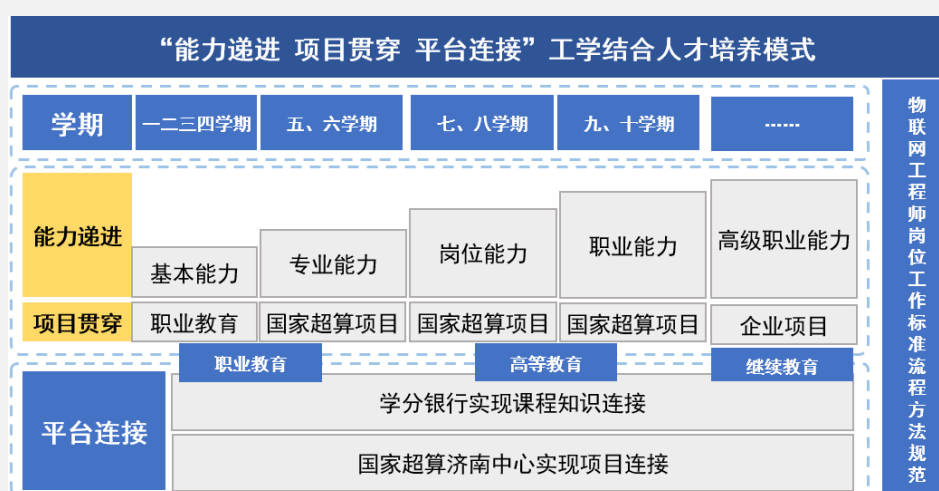 “能力递进 项目贯穿 平台连接”工学结合人才培养模式
学期
一二三四学期
五、六学期
七、八学期
九、十学期
······
能力递进
基本能力
专业能力
岗位能力
职业能力
高级职业能力
项目贯穿
职业教育
国家超算项目
国家超算项目
国家超算项目
企业项目
职业教育
高等教育
继续教育
平台连接
学分银行实现课程知识连接
国家超算济南中心实现项目连接
物联网工程师岗位工作标准流程方法规范